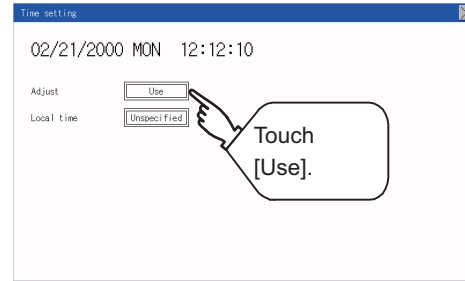 Time setting
02/21/2000 MON 12:12:10
Adjust Use
Local time Unspecified
Touch
[Use].